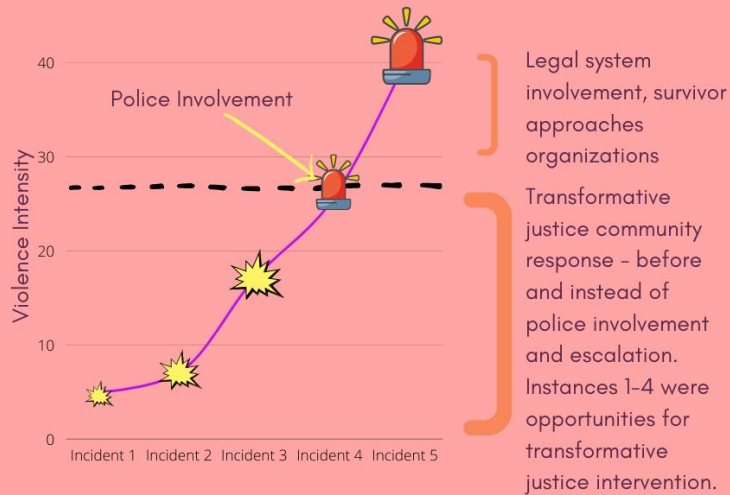 Violence Intensity
40
30
20
10
0
Police Involvement
Incident 1
Incident 2
Incident 3
Incident 4
Incident 5
Legal system
involvement, survivor
approaches
organizations
Transformative
justice community
response - before
and instead of
police involvement
and escalation.
Instances 1-4 were
opportunities for
transformative
justice intervention.